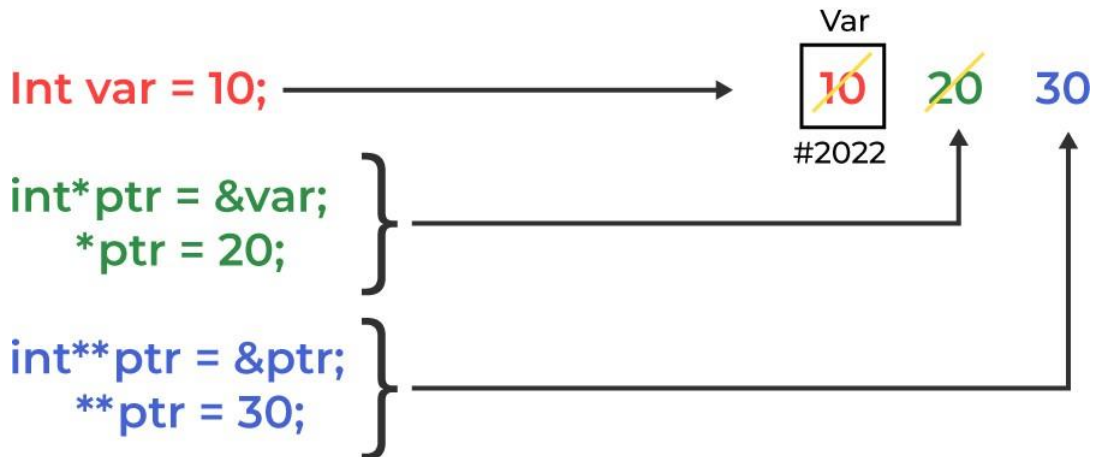 Var
Int var = 10;
10 20 30
#2022
int*ptr = &var;
*ptr = 20;
int**ptr = &ptr;
**ptr = 30;